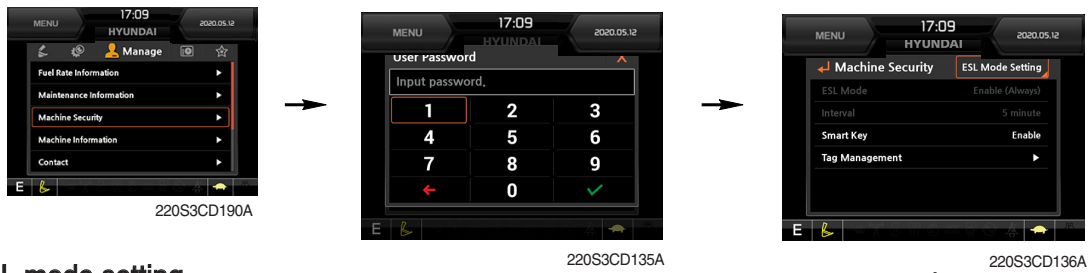 MENU
17:09
HYUNDAI
2020.05.12
Manage
Fuel Rate Information
Maintenance Information
Machine Security
Machine Information
Contact
E
220S3CD190A
MENU
17:09
HYUNDAI
2020.05.12
User Password X
Input password.
1 2 3
4 5 6
7 8 9
0
E
220S3CD135A
MENU
17:09
HYUNDAI
2020.05.12
Machine Security
ESL Mode Setting
ESL Mode Enable (Always)
Interval 5 minute
Smart Key Enable
Tag Management
E
220S3CD136A
mode setting